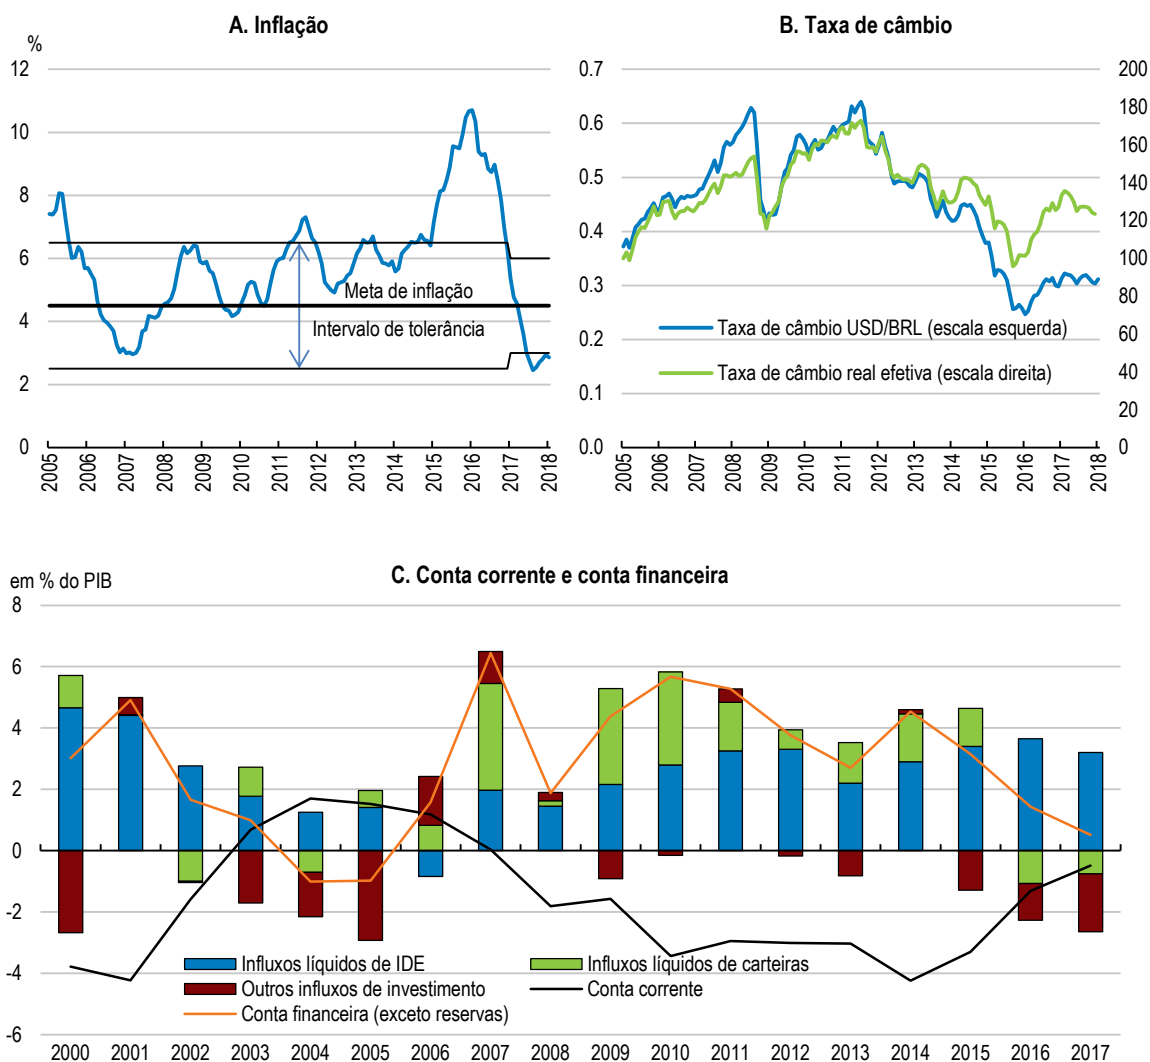 A. Inflação
%
12
10
8
6
4
2
0
Meta de inflação
Intervalo de tolerância
2005 2006 2007 2008 2009 2010 2011 2012 2013 2014 2015 2016 2017 2018
B. Taxa de câmbio
0.7
0.6
0.5
0.4
0.3
0.2
0.1
0.0
200
180
160
140
120
100
80
60
40
20
0
Taxa de câmbio USD/BRL (escala esquerda)
Taxa de câmbio real efetiva (escala direita)
2005 2006 2007 2008 2009 2010 2011 2012 2013 2014 2015 2016 2017 2018
em % do PIB
C. Conta corrente e conta financeira
8
6
4
2
0
-2
-4
-6
Influxos líquidos de IDE
Influxos líquidos de carteiras
Outros influxos de investimento
Conta corrente
Conta financeira (exceto reservas)
2000 2001 2002 2003 2004 2005 2006 2007 2008 2009 2010 2011 2012 2013 2014 2015 2016 2017